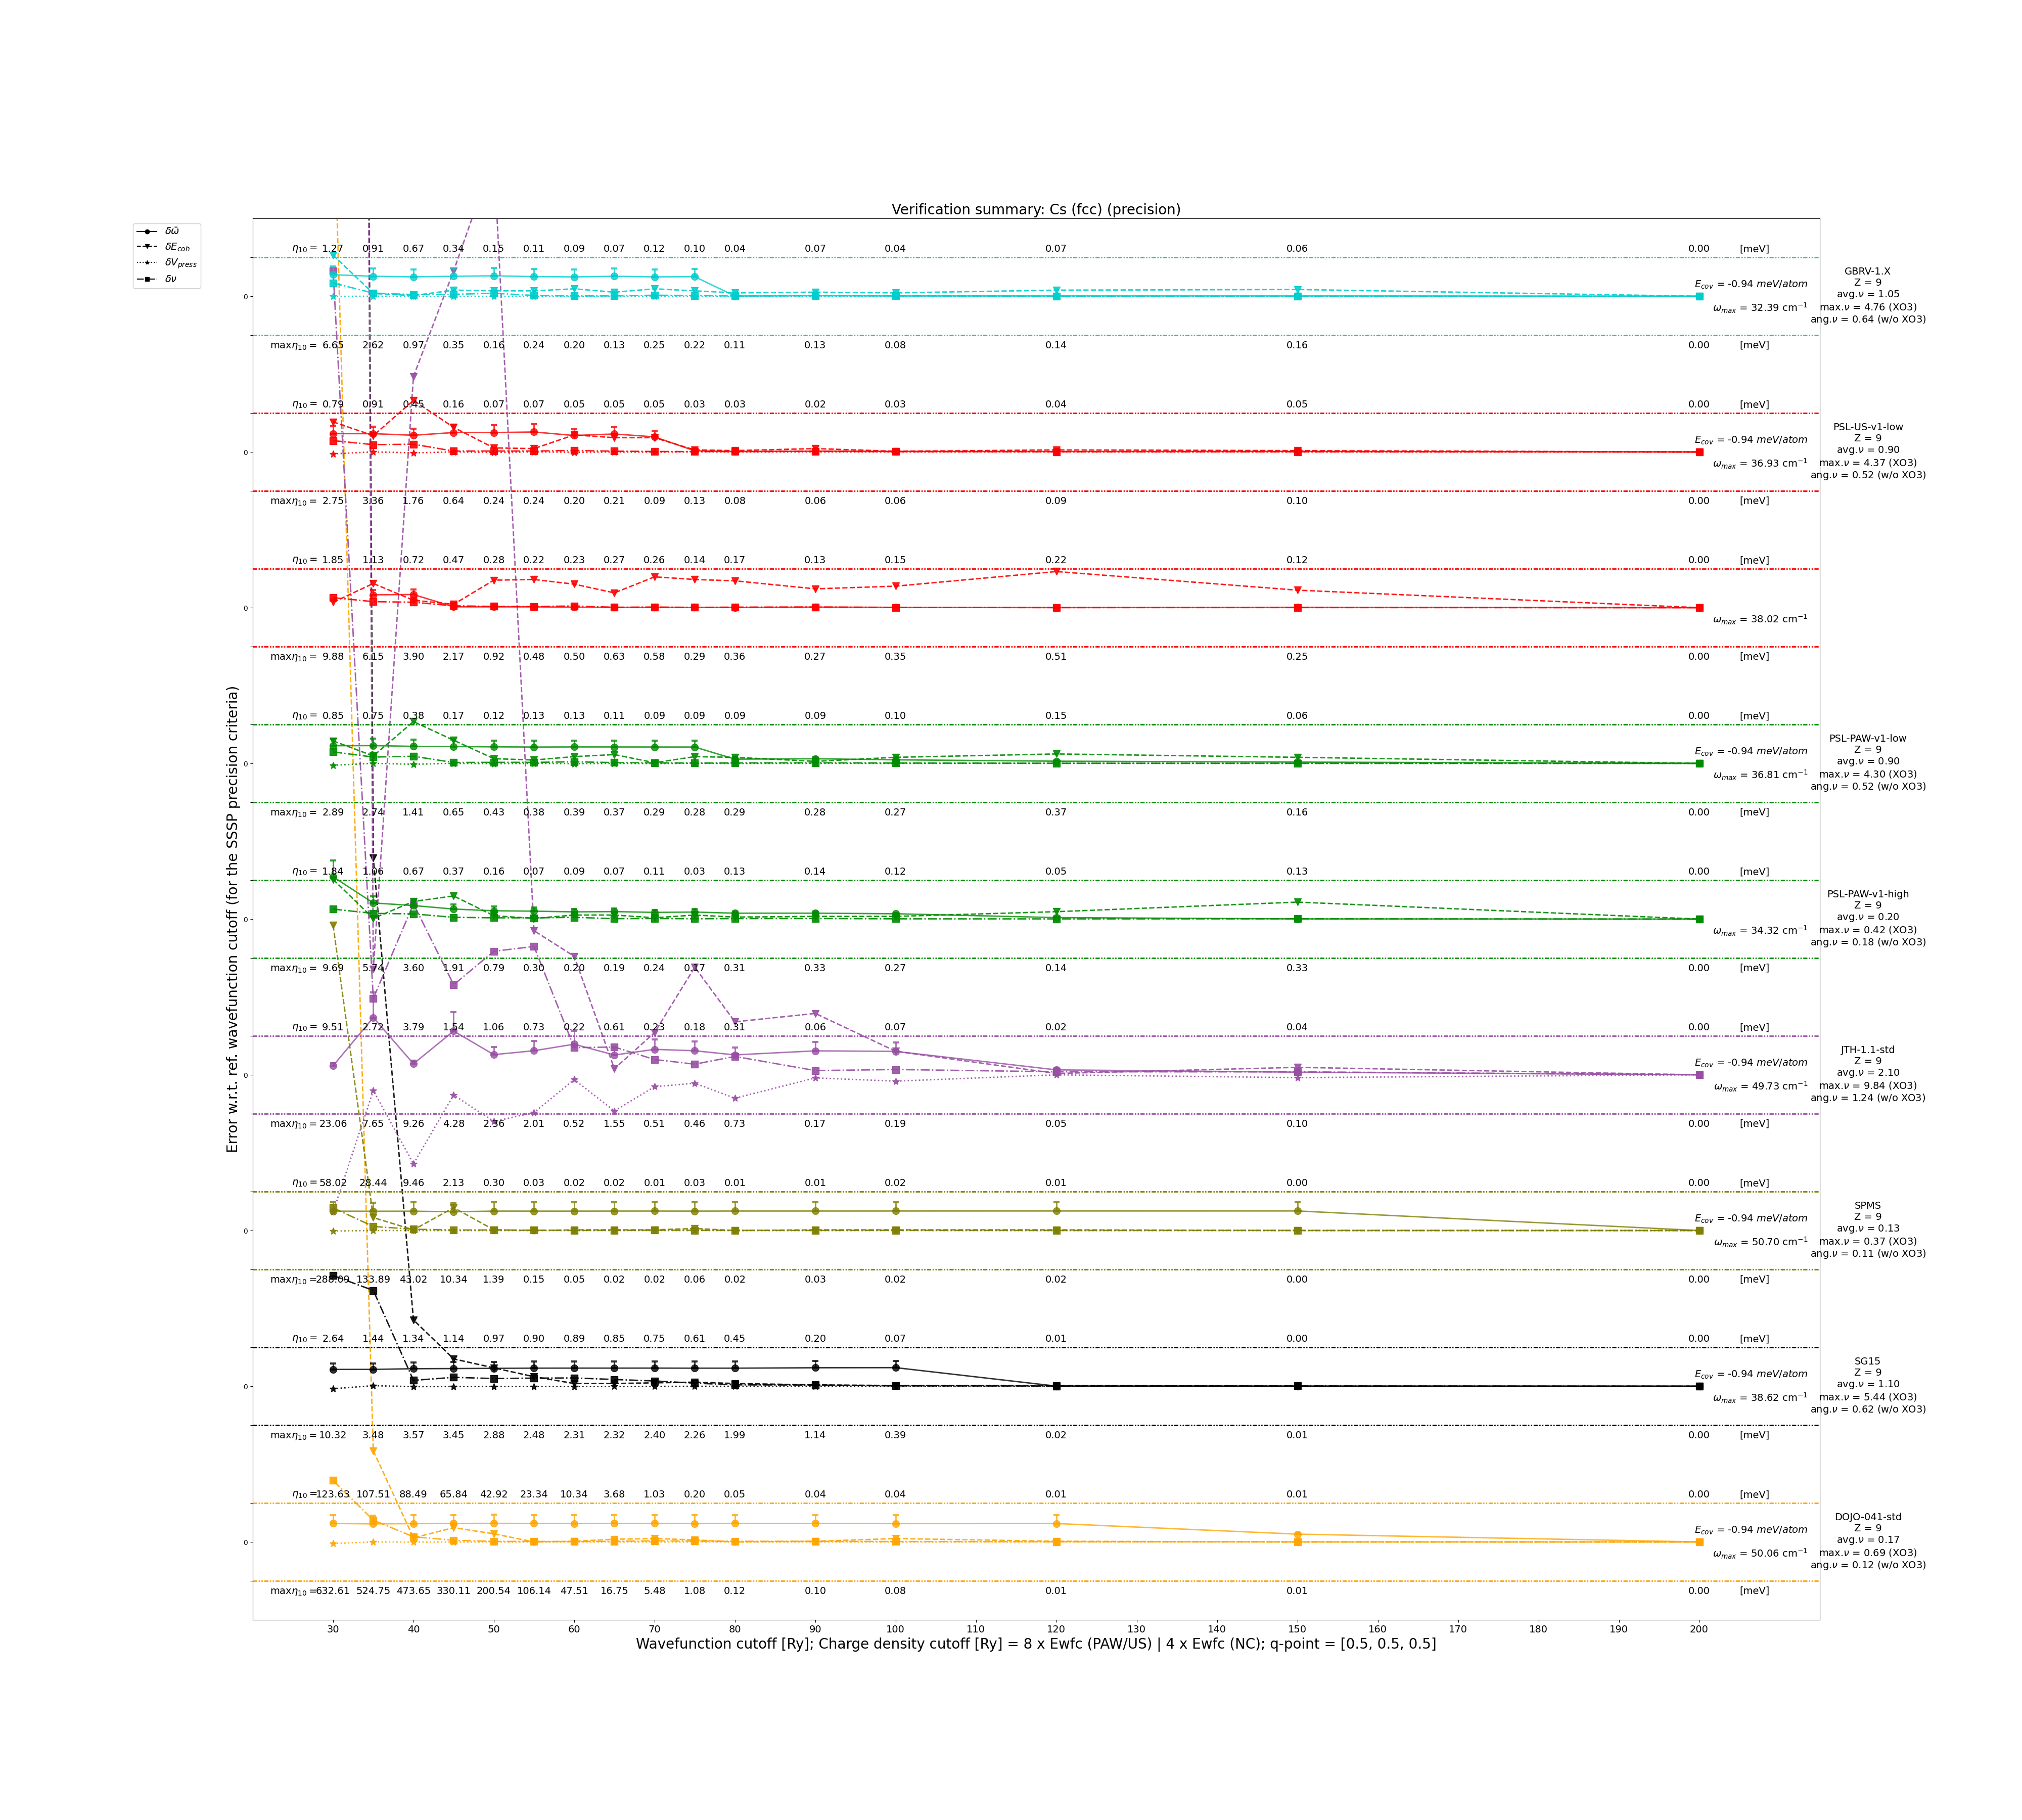 Verification summary: Cs (fcc) (precision)
δω̄
δE_coh
δV_press
δν
Error w.r.t. ref. wavefunction cutoff (for the SSSP precision criteria)
η₁₀ = 1.27 0.91 0.67 0.34 0.15 0.11 0.09 0.07 0.12 0.10 0.04 0.07 0.04 0.07 0.06 0.00 [meV]
0
E_cov = -0.94 meV/atom
ω_max = 32.39 cm⁻¹
GBRV-1.X
Z = 9
avg.ν = 1.05
max.ν = 4.76 (XO3)
ang.ν = 0.64 (w/o XO3)
maxη₁₀ = 6.65 2.62 0.97 0.35 0.16 0.24 0.20 0.13 0.25 0.22 0.11 0.13 0.08 0.14 0.16 0.00 [meV]
η₁₀ = 0.79 0.91 0.45 0.16 0.07 0.07 0.05 0.05 0.05 0.03 0.03 0.02 0.03 0.04 0.05 0.00 [meV]
0
E_cov = -0.94 meV/atom
ω_max = 36.93 cm⁻¹
PSL-US-v1-low
Z = 9
avg.ν = 0.90
max.ν = 4.37 (XO3)
ang.ν = 0.52 (w/o XO3)
maxη₁₀ = 2.75 3.36 1.76 0.64 0.24 0.24 0.20 0.21 0.09 0.13 0.08 0.06 0.06 0.09 0.10 0.00 [meV]
η₁₀ = 1.85 1.13 0.72 0.47 0.28 0.22 0.23 0.27 0.26 0.14 0.17 0.13 0.15 0.22 0.12 0.00 [meV]
0
ω_max = 38.02 cm⁻¹
maxη₁₀ = 9.88 6.15 3.90 2.17 0.92 0.48 0.50 0.63 0.58 0.29 0.36 0.27 0.35 0.51 0.25 0.00 [meV]
η₁₀ = 0.85 0.75 0.38 0.17 0.12 0.13 0.13 0.11 0.09 0.09 0.09 0.09 0.10 0.15 0.06 0.00 [meV]
0
E_cov = -0.94 meV/atom
ω_max = 36.81 cm⁻¹
PSL-PAW-v1-low
Z = 9
avg.ν = 0.90
max.ν = 4.30 (XO3)
ang.ν = 0.52 (w/o XO3)
maxη₁₀ = 2.89 2.74 1.41 0.65 0.43 0.38 0.39 0.37 0.29 0.28 0.29 0.28 0.27 0.37 0.16 0.00 [meV]
η₁₀ = 1.84 1.06 0.67 0.37 0.16 0.07 0.09 0.07 0.11 0.03 0.13 0.14 0.12 0.05 0.13 0.00 [meV]
0
ω_max = 34.32 cm⁻¹
PSL-PAW-v1-high
Z = 9
avg.ν = 0.20
max.ν = 0.42 (XO3)
ang.ν = 0.18 (w/o XO3)
maxη₁₀ = 9.69 5.74 3.60 1.91 0.79 0.30 0.20 0.19 0.24 0.17 0.31 0.33 0.27 0.14 0.33 0.00 [meV]
η₁₀ = 9.51 2.72 3.79 1.54 1.06 0.73 0.22 0.61 0.23 0.18 0.31 0.06 0.07 0.02 0.04 0.00 [meV]
0
E_cov = -0.94 meV/atom
ω_max = 49.73 cm⁻¹
JTH-1.1-std
Z = 9
avg.ν = 2.10
max.ν = 9.84 (XO3)
ang.ν = 1.24 (w/o XO3)
maxη₁₀ = 23.06 7.65 9.26 4.28 2.36 2.01 0.52 1.55 0.51 0.46 0.73 0.17 0.19 0.05 0.10 0.00 [meV]
η₁₀ = 58.02 28.44 9.46 2.13 0.30 0.03 0.02 0.02 0.01 0.03 0.01 0.01 0.02 0.01 0.00 0.00 [meV]
0
E_cov = -0.94 meV/atom
ω_max = 50.70 cm⁻¹
SPMS
Z = 9
avg.ν = 0.13
max.ν = 0.37 (XO3)
ang.ν = 0.11 (w/o XO3)
maxη₁₀ = 288.09 133.89 43.02 10.34 1.39 0.15 0.05 0.02 0.02 0.06 0.02 0.03 0.02 0.02 0.00 0.00 [meV]
η₁₀ = 2.64 1.44 1.34 1.14 0.97 0.90 0.89 0.85 0.75 0.61 0.45 0.20 0.07 0.01 0.00 0.00 [meV]
0
E_cov = -0.94 meV/atom
ω_max = 38.62 cm⁻¹
SG15
Z = 9
avg.ν = 1.10
max.ν = 5.44 (XO3)
ang.ν = 0.62 (w/o XO3)
maxη₁₀ = 10.32 3.48 3.57 3.45 2.88 2.48 2.31 2.32 2.40 2.26 1.99 1.14 0.39 0.02 0.01 0.00 [meV]
η₁₀ = 123.63 107.51 88.49 65.84 42.92 23.34 10.34 3.68 1.03 0.20 0.05 0.04 0.04 0.01 0.01 0.00 [meV]
0
E_cov = -0.94 meV/atom
ω_max = 50.06 cm⁻¹
DOJO-041-std
Z = 9
avg.ν = 0.17
max.ν = 0.69 (XO3)
ang.ν = 0.12 (w/o XO3)
maxη₁₀ = 632.61 524.75 473.65 330.11 200.54 106.14 47.51 16.75 5.48 1.08 0.12 0.10 0.08 0.01 0.01 0.00 [meV]
30 40 50 60 70 80 90 100 110 120 130 140 150 160 170 180 190 200
Wavefunction cutoff [Ry]; Charge density cutoff [Ry] = 8 x Ewfc (PAW/US) | 4 x Ewfc (NC); q-point = [0.5, 0.5, 0.5]